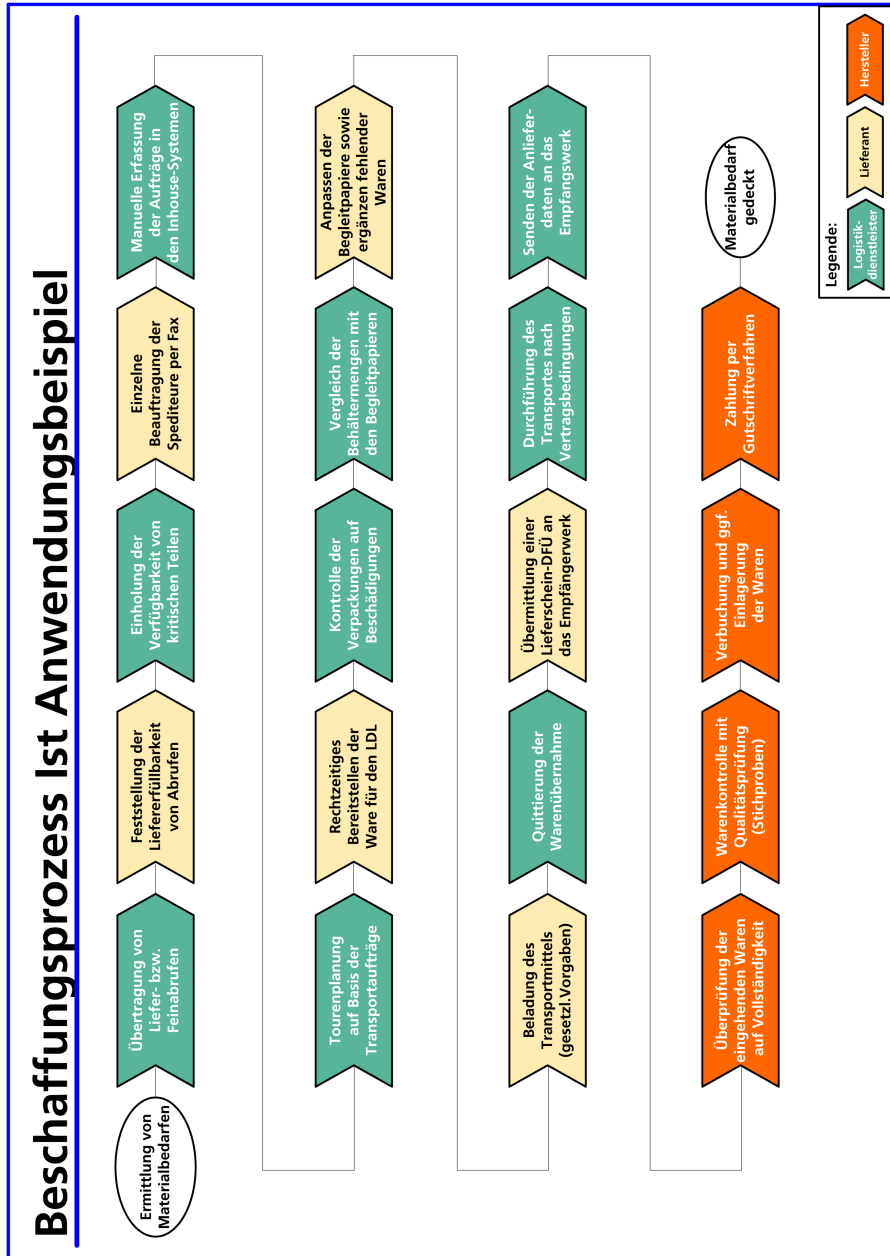 Beschaffungsprozess Ist Anwendungsbeispiel
Ermittlung von
Materialbedarfen
Übertragung von
Liefer- bzw.
Feinabrufen
Feststellung der
Liefererfüllbarkeit
von Abrufen
Einholung der
Verfügbarkeit von
kritischen Teilen
Einzelne
Beauftragung der
Spediteure per Fax
Manuelle Erfassung
der Aufträge in
den Inhouse-Systemen
Tourenplanung
auf Basis der
Transportaufträge
Rechtzeitiges
Bereitstellen der
Ware für den LDL
Kontrolle der
Verpackungen auf
Beschädigungen
Vergleich der
Behältermengen mit
den Begleitpapieren
Anpassen der
Begleitpapiere sowie
ergänzen fehlender
Waren
Beladung des
Transportmittels
(gesetzl.Vorgaben)
Quittierung der
Warenübernahme
Übermittlung einer
Lieferschein-DFÜ an
das Empfängerwerk
Durchführung des
Transportes nach
Vertragsbedingungen
Senden der Anliefer-
daten an das
Empfangswerk
Überprüfung der
eingehenden Waren
auf Vollständigkeit
Warenkontrolle mit
Qualitätsprüfung
(Stichproben)
Verbuchung und ggf.
Einlagerung
der Waren
Zahlung per
Gutschriftverfahren
Materialbedarf
gedeckt
Legende:
Logistik-
dienstleister
Lieferant
Hersteller